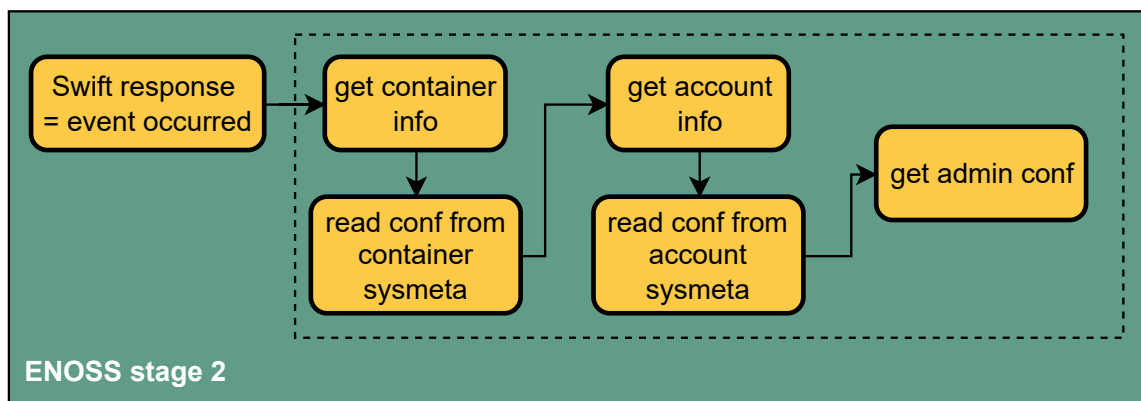 Swift response
= event occurred
get container
info
read conf from
container
sysmeta
get account
info
read conf from
account
sysmeta
get admin conf
ENOSS stage 2